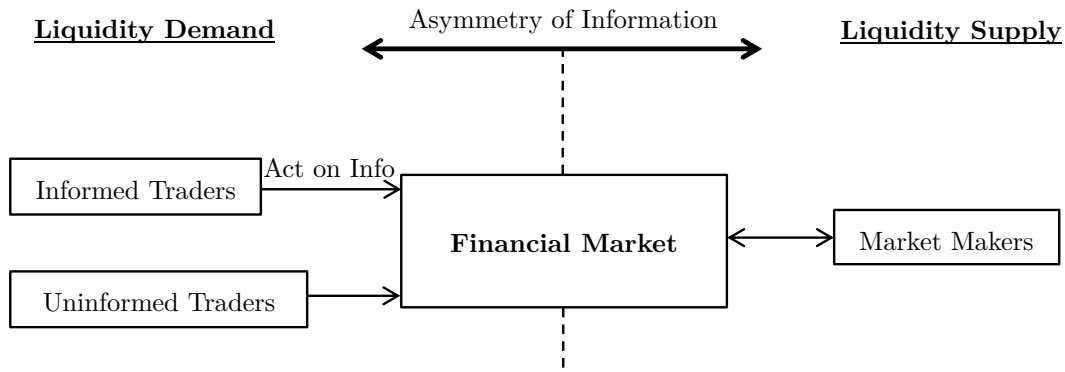 Asymmetry of Information
Liquidity Demand
Liquidity Supply
Act on Info
Informed Traders
Financial Market
Market Makers
Uninformed Traders